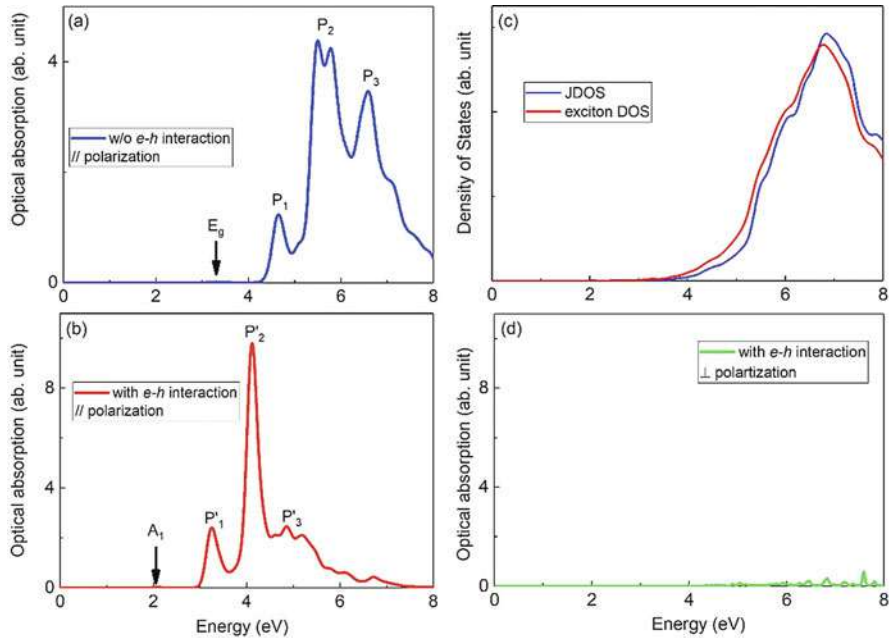 (a)
Optical absorption (ab. unit)
4
0
P1
P2
P3
Eg
w/o e-h interaction
// polarization
0 2 4 6 8
(c)
Density of States (ab. unit
JDOS
exciton DOS
0 2 4 6 8
(b)
Optical absorption (ab. unit)
8
4
0
A1
P'1
P'2
P'3
with e-h interaction
// polarization
0 2 4 6 8
Energy (eV)
(d)
Optical absorption (ab. unit)
8
4
0
with e-h interaction
⊥ polartization
0 2 4 6 8
Energy (eV)